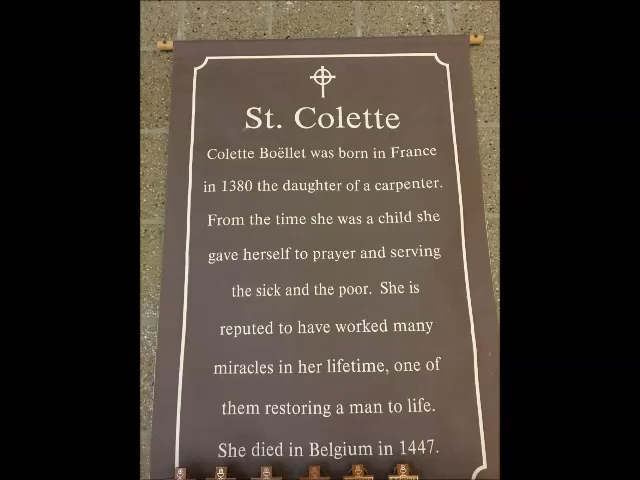 St. Colette
Colette Boëllet was born in France
in 1380 the daughter of a carpenter.
From the time she was a child she
gave herself to prayer and serving
the sick and the poor. She is
reputed to have worked many
miracles in her lifetime, one of
them restoring a man to life.
She died in Belgium in 1447.